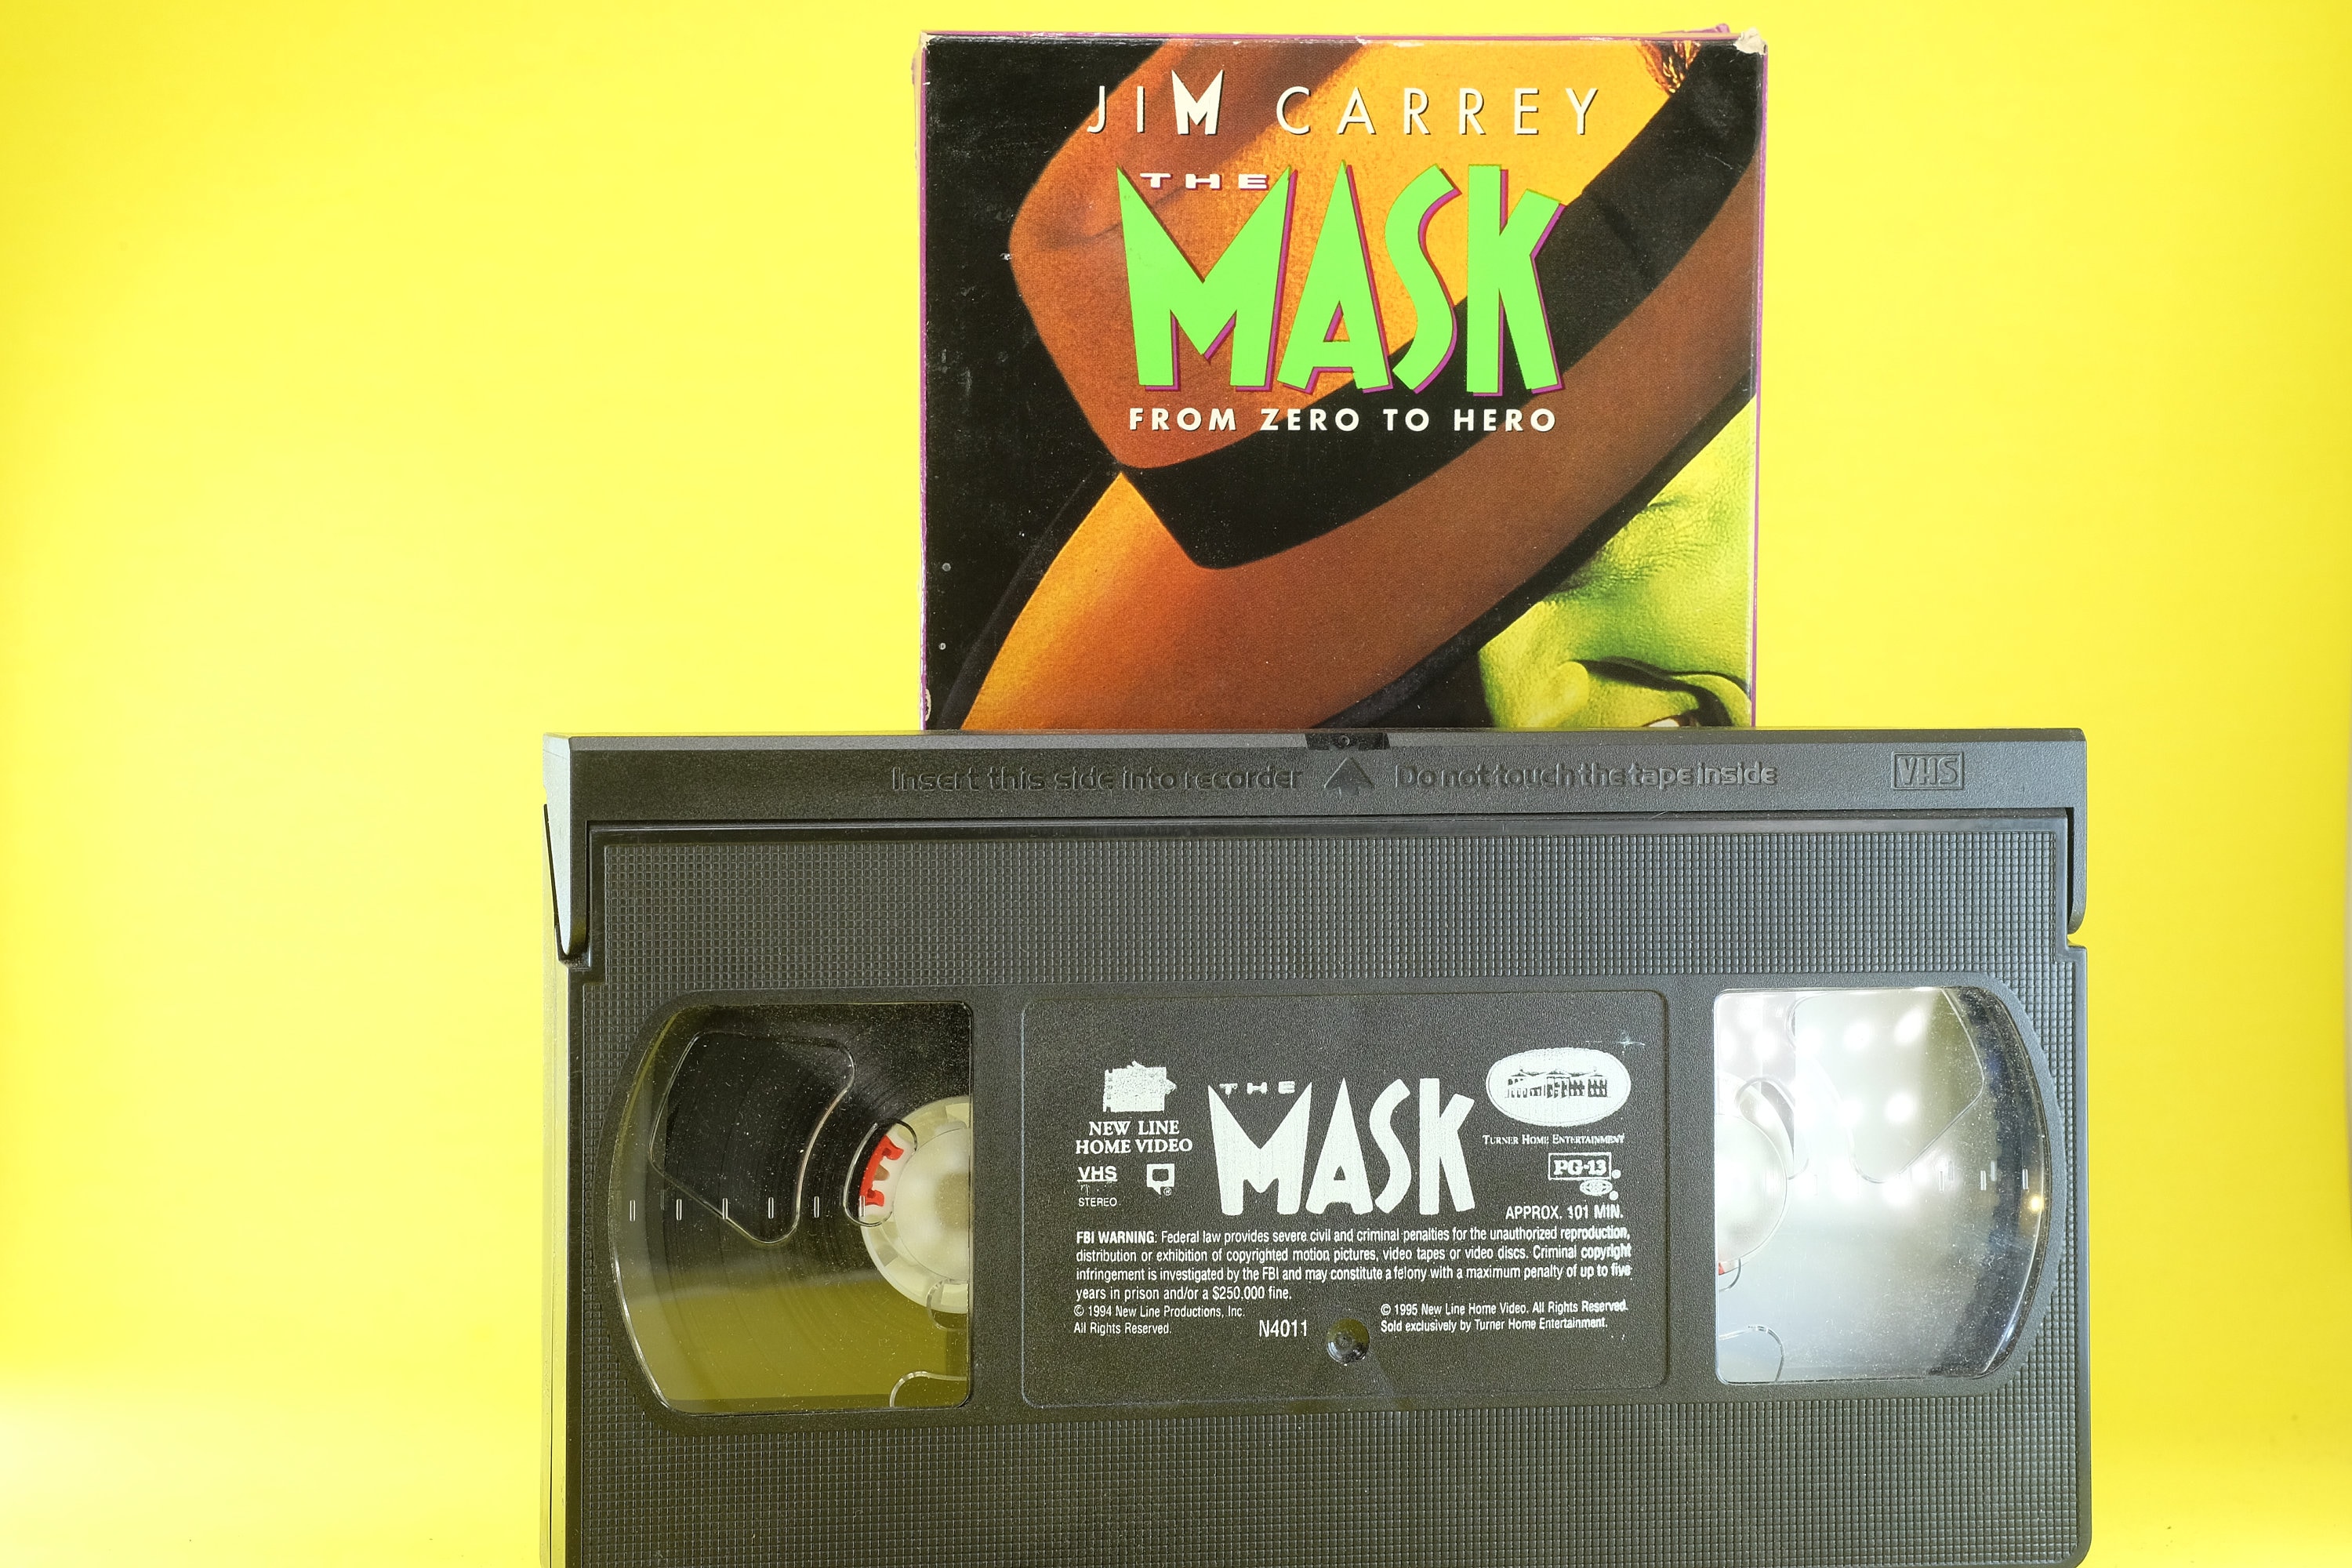 JIM CARREY
THE
MASK
FROM ZERO TO HERO
Insert this side into recorder Do not touch the tape inside VHS
NEW LINE
HOME VIDEO
VHS
STEREO
THE
MASK
TURNER HOME ENTERTAINMENT
PG-13
APPROX. 101 MIN.
FBI WARNING: Federal law provides severe civil and criminal penalties for the unauthorized reproduction,
distribution or exhibition of copyrighted motion pictures, video tapes or video discs. Criminal copyright
infringement is investigated by the FBI and may constitute a felony with a maximum penalty of up to five
years in prison and/or a $250,000 fine.
© 1994 New Line Productions, Inc.
All Rights Reserved.
N4011
© 1995 New Line Home Video. All Rights Reserved.
Sold exclusively by Turner Home Entertainment.